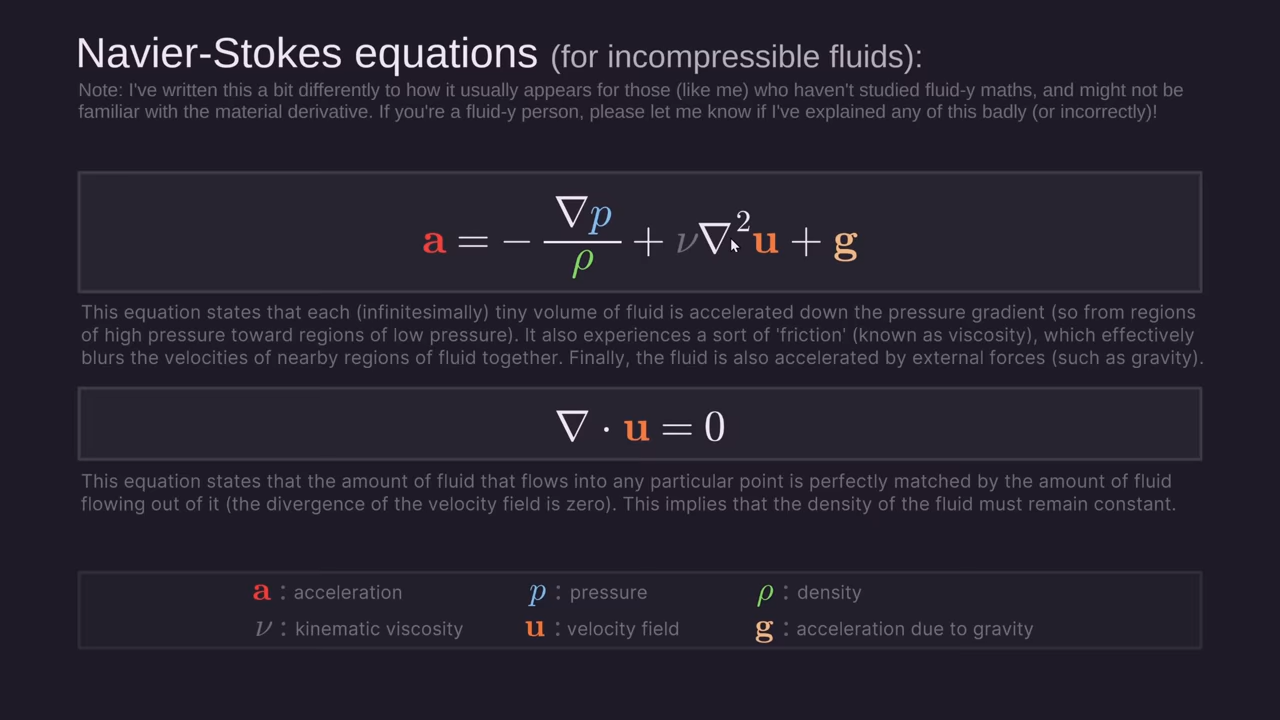 Navier-Stokes equations (for incompressible fluids):
Note: I've written this a bit differently to how it usually appears for those (like me) who haven't studied fluid-y maths, and might not be
familiar with the material derivative. If you're a fluid-y person, please let me know if I've explained any of this badly (or incorrectly)!
a = − ∇p/ρ + ν∇²u + g
This equation states that each (infinitesimally) tiny volume of fluid is accelerated down the pressure gradient (so from regions
of high pressure toward regions of low pressure). It also experiences a sort of 'friction' (known as viscosity), which effectively
blurs the velocities of nearby regions of fluid together. Finally, the fluid is also accelerated by external forces (such as gravity).
∇ · u = 0
This equation states that the amount of fluid that flows into any particular point is perfectly matched by the amount of fluid
flowing out of it (the divergence of the velocity field is zero). This implies that the density of the fluid must remain constant.
a : acceleration p : pressure ρ : density
ν : kinematic viscosity u : velocity field g : acceleration due to gravity